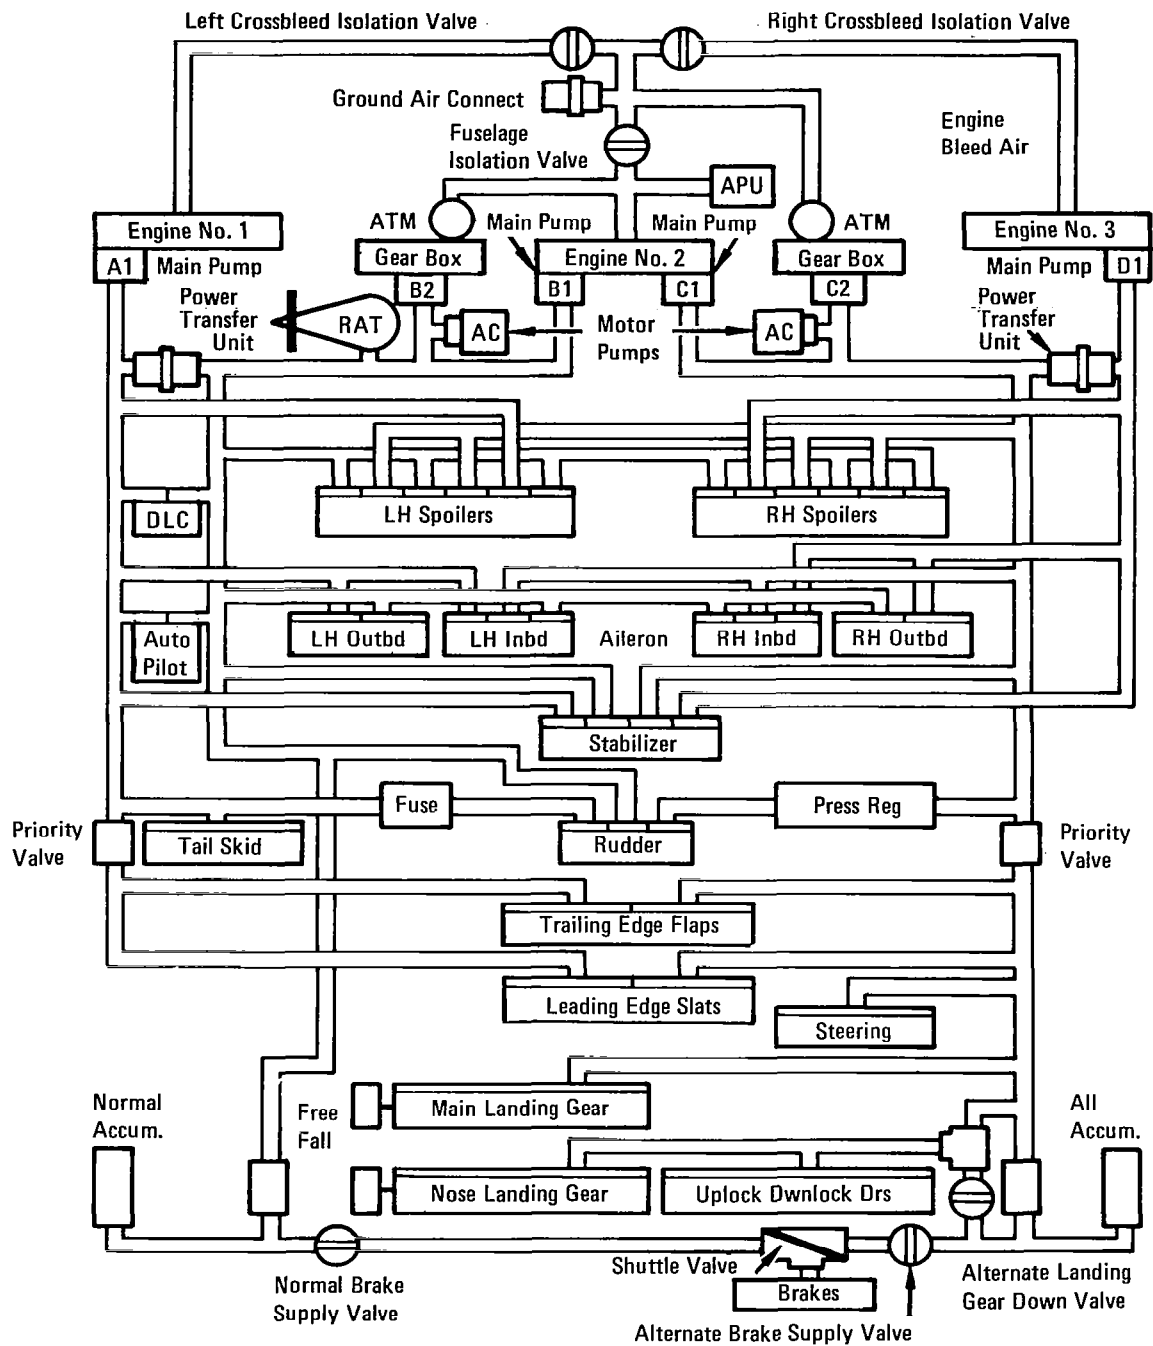 Left Crossbleed Isolation Valve
Right Crossbleed Isolation Valve
Ground Air Connect
Fuselage
Isolation Valve
Engine
Bleed Air
APU
ATM
Main Pump
Main Pump
ATM
Engine No. 1
Engine No. 2
Engine No. 3
Gear Box
Gear Box
A1
Main Pump
B2
B1
C1
C2
Main Pump
D1
Power
Transfer
Unit
RAT
AC
Motor
Pumps
AC
Power
Transfer
Unit
LH Spoilers
RH Spoilers
DLC
LH Outbd
LH Inbd
Aileron
RH Inbd
RH Outbd
Auto
Pilot
Stabilizer
Fuse
Press Reg
Priority
Valve
Tail Skid
Rudder
Priority
Valve
Trailing Edge Flaps
Leading Edge Slats
Steering
Normal
Accum.
Free
Fall
Main Landing Gear
All
Accum.
Nose Landing Gear
Uplock Dwnlock Drs
Normal Brake
Supply Valve
Shuttle Valve
Brakes
Alternate Landing
Gear Down Valve
Alternate Brake Supply Valve